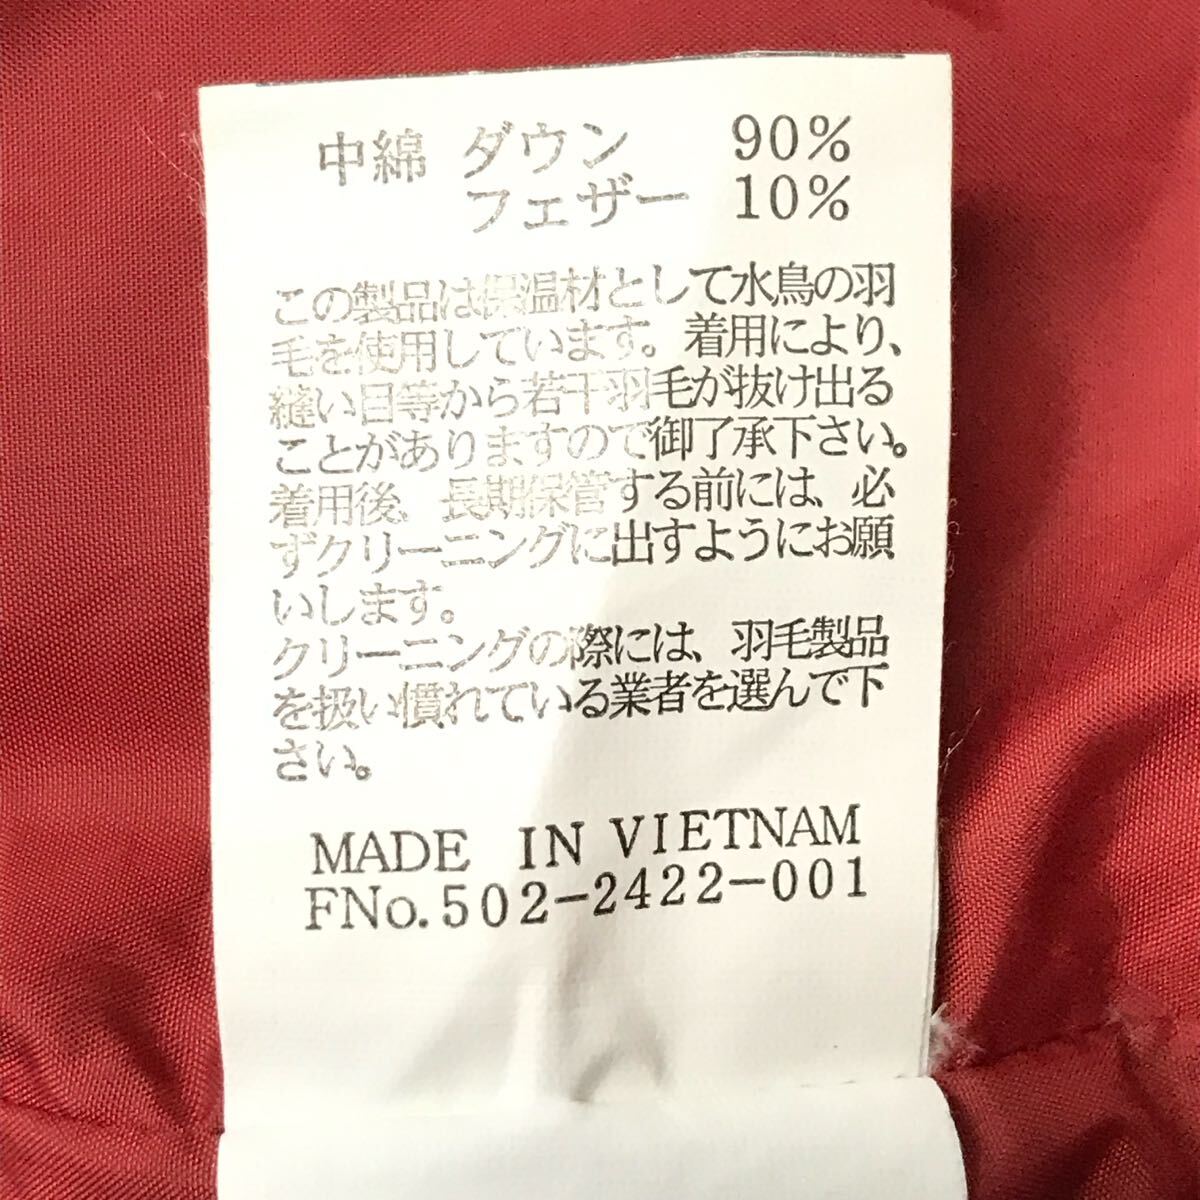 中綿 ダウン 90%
フェザー 10%
この製品は保温材として水鳥の羽
毛を使用しています。着用により、
縫い目等から若干羽毛が抜け出る
ことがありますので御了承下さい。
着用後、長期保管する前には、必
ずクリーニングに出すようにお願
いします。
クリーニングの際には、羽毛製品
を扱い慣れている業者を選んで下
さい。
MADE IN VIETNAM
FNo.502-2422-001